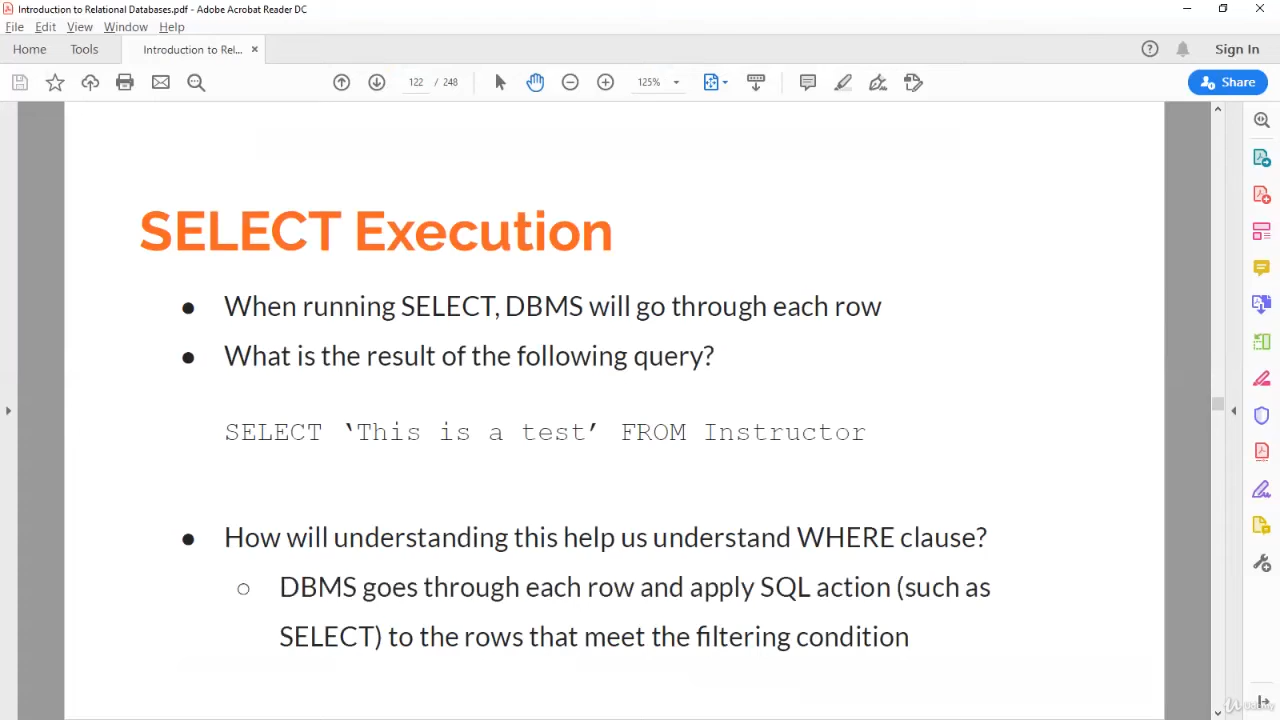 Introduction to Relational Databases.pdf - Adobe Acrobat Reader DC
File Edit View Window Help
Home Tools Introduction to Rel... × Sign In
122 / 248 125% Share
SELECT Execution
● When running SELECT, DBMS will go through each row
● What is the result of the following query?
SELECT ‘This is a test’ FROM Instructor
● How will understanding this help us understand WHERE clause?
○ DBMS goes through each row and apply SQL action (such as
SELECT) to the rows that meet the filtering condition
Udemy